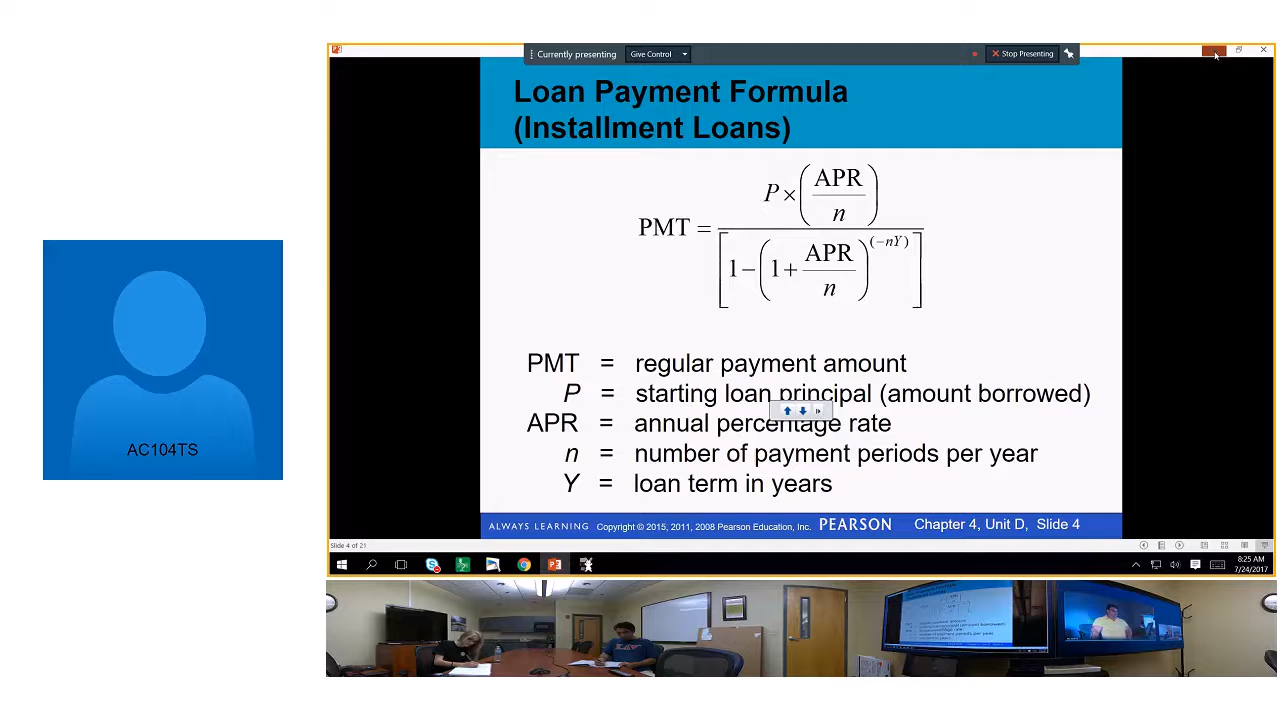 Currently presenting
Give Control
Stop Presenting
Loan Payment Formula
(Installment Loans)
PMT = P × (APR / n) / [1 − (1 + APR / n)^(−nY)]
PMT = regular payment amount
P = starting loan principal (amount borrowed)
APR = annual percentage rate
n = number of payment periods per year
Y = loan term in years
ALWAYS LEARNING Copyright © 2015, 2011, 2008 Pearson Education, Inc. PEARSON Chapter 4, Unit D, Slide 4
Slide 4 of 21
8:25 AM
7/24/2017
AC104TS